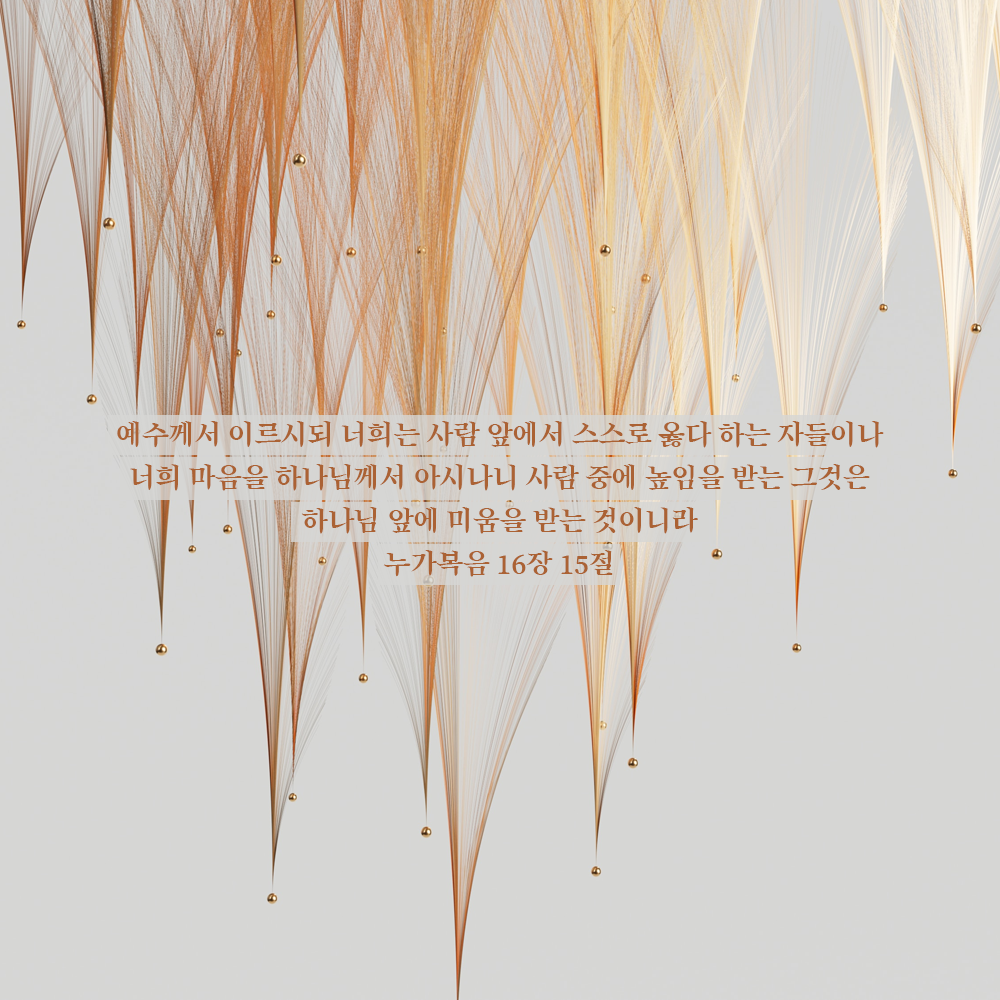 예수께서 이르시되 너희는 사람 앞에서 스스로 옳다 하는 자들이나
너희 마음을 하나님께서 아시나니 사람 중에 높임을 받는 그것은
하나님 앞에 미움을 받는 것이니라
누가복음 16장 15절